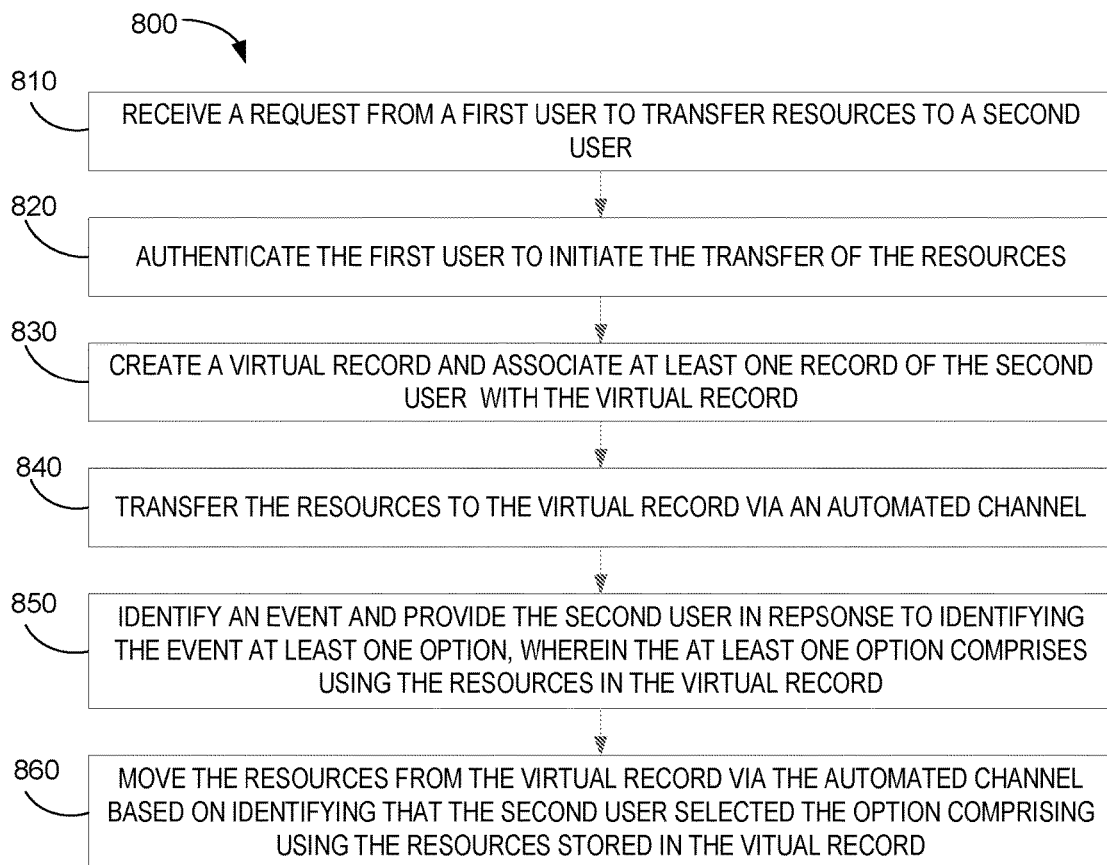 800
810
RECEIVE A REQUEST FROM A FIRST USER TO TRANSFER RESOURCES TO A SECOND
USER
820
AUTHENTICATE THE FIRST USER TO INITIATE THE TRANSFER OF THE RESOURCES
830
CREATE A VIRTUAL RECORD AND ASSOCIATE AT LEAST ONE RECORD OF THE SECOND
USER WITH THE VIRTUAL RECORD
840
TRANSFER THE RESOURCES TO THE VIRTUAL RECORD VIA AN AUTOMATED CHANNEL
850
IDENTIFY AN EVENT AND PROVIDE THE SECOND USER IN REPSONSE TO IDENTIFYING
THE EVENT AT LEAST ONE OPTION, WHEREIN THE AT LEAST ONE OPTION COMPRISES
USING THE RESOURCES IN THE VIRTUAL RECORD
860
MOVE THE RESOURCES FROM THE VIRTUAL RECORD VIA THE AUTOMATED CHANNEL
BASED ON IDENTIFYING THAT THE SECOND USER SELECTED THE OPTION COMPRISING
USING THE RESOURCES STORED IN THE VITUAL RECORD